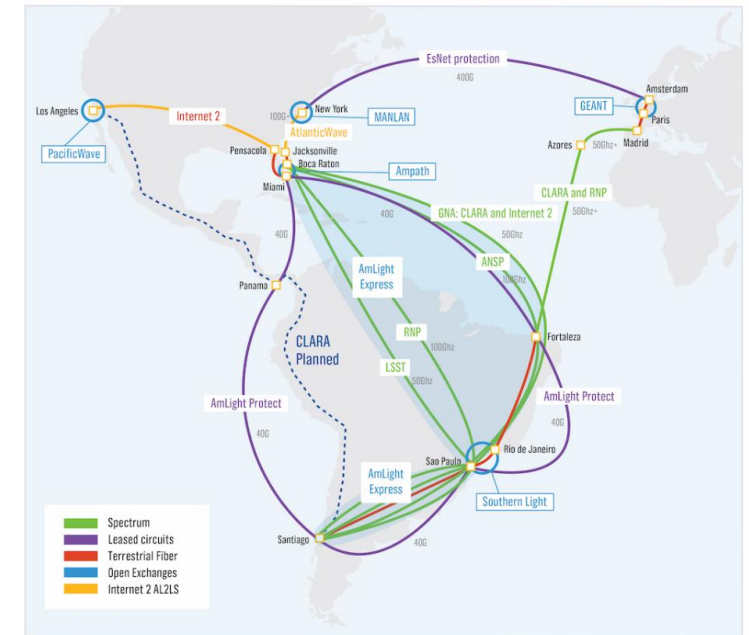 EsNet protection
400G
Amsterdam
GEANT
Paris
Los Angeles
Internet 2
100G+
New York
MANLAN
AtlanticWave
Madrid
Azores
50Ghz+
PacificWave
Pensacola
Jacksonville
Boca Raton
Ampath
Miami
CLARA and RNP
50Ghz+
40G
GNA: CLARA and Internet 2
40G
50Ghz
ANSP
100Ghz
AmLight
Express
Panama
RNP
100Ghz
Fortaleza
CLARA
Planned
LSST
50Ghz
AmLight Protect
AmLight Protect
40G
40G
Rio de Janeiro
Sao Paulo
AmLight
Express
Southern Light
Santiago
40G
Spectrum
Leased circuits
Terrestrial Fiber
Open Exchanges
Internet 2 AL2LS